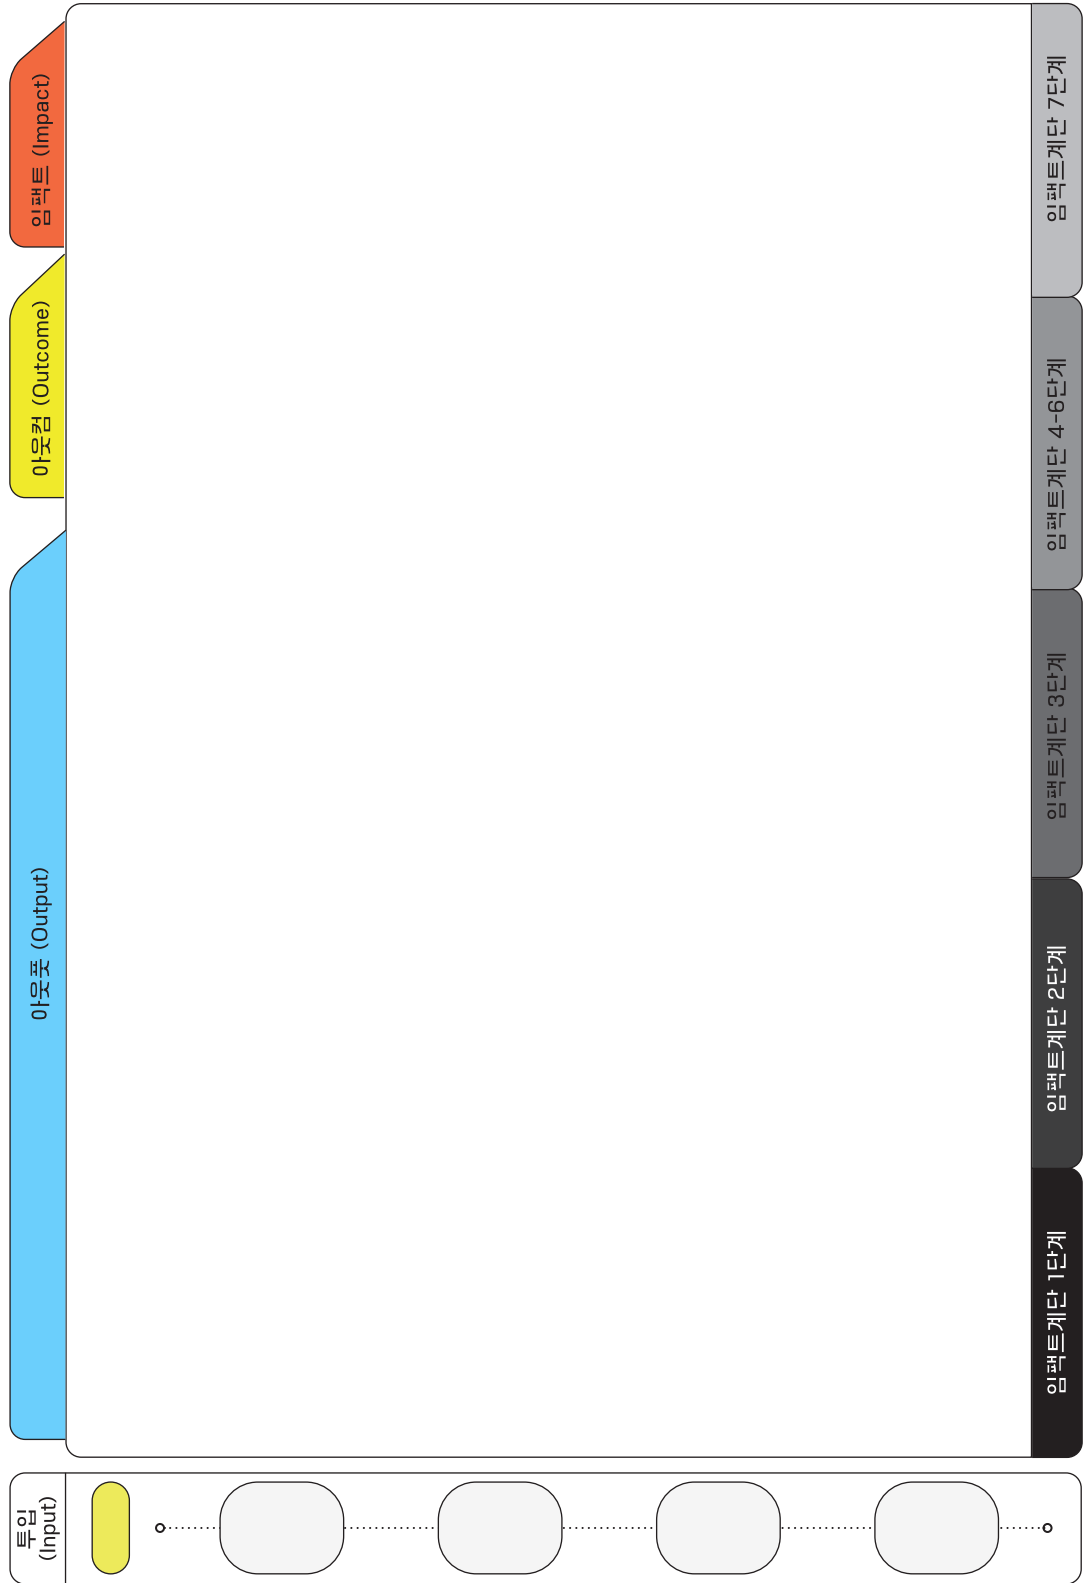 임팩트 (Impact)
아웃컴 (Outcome)
아웃풋 (Output)
투입
(Input)
임팩트계단 7단계
임팩트계단 4-6단계
임팩트계단 3단계
임팩트계단 2단계
임팩트계단 1단계